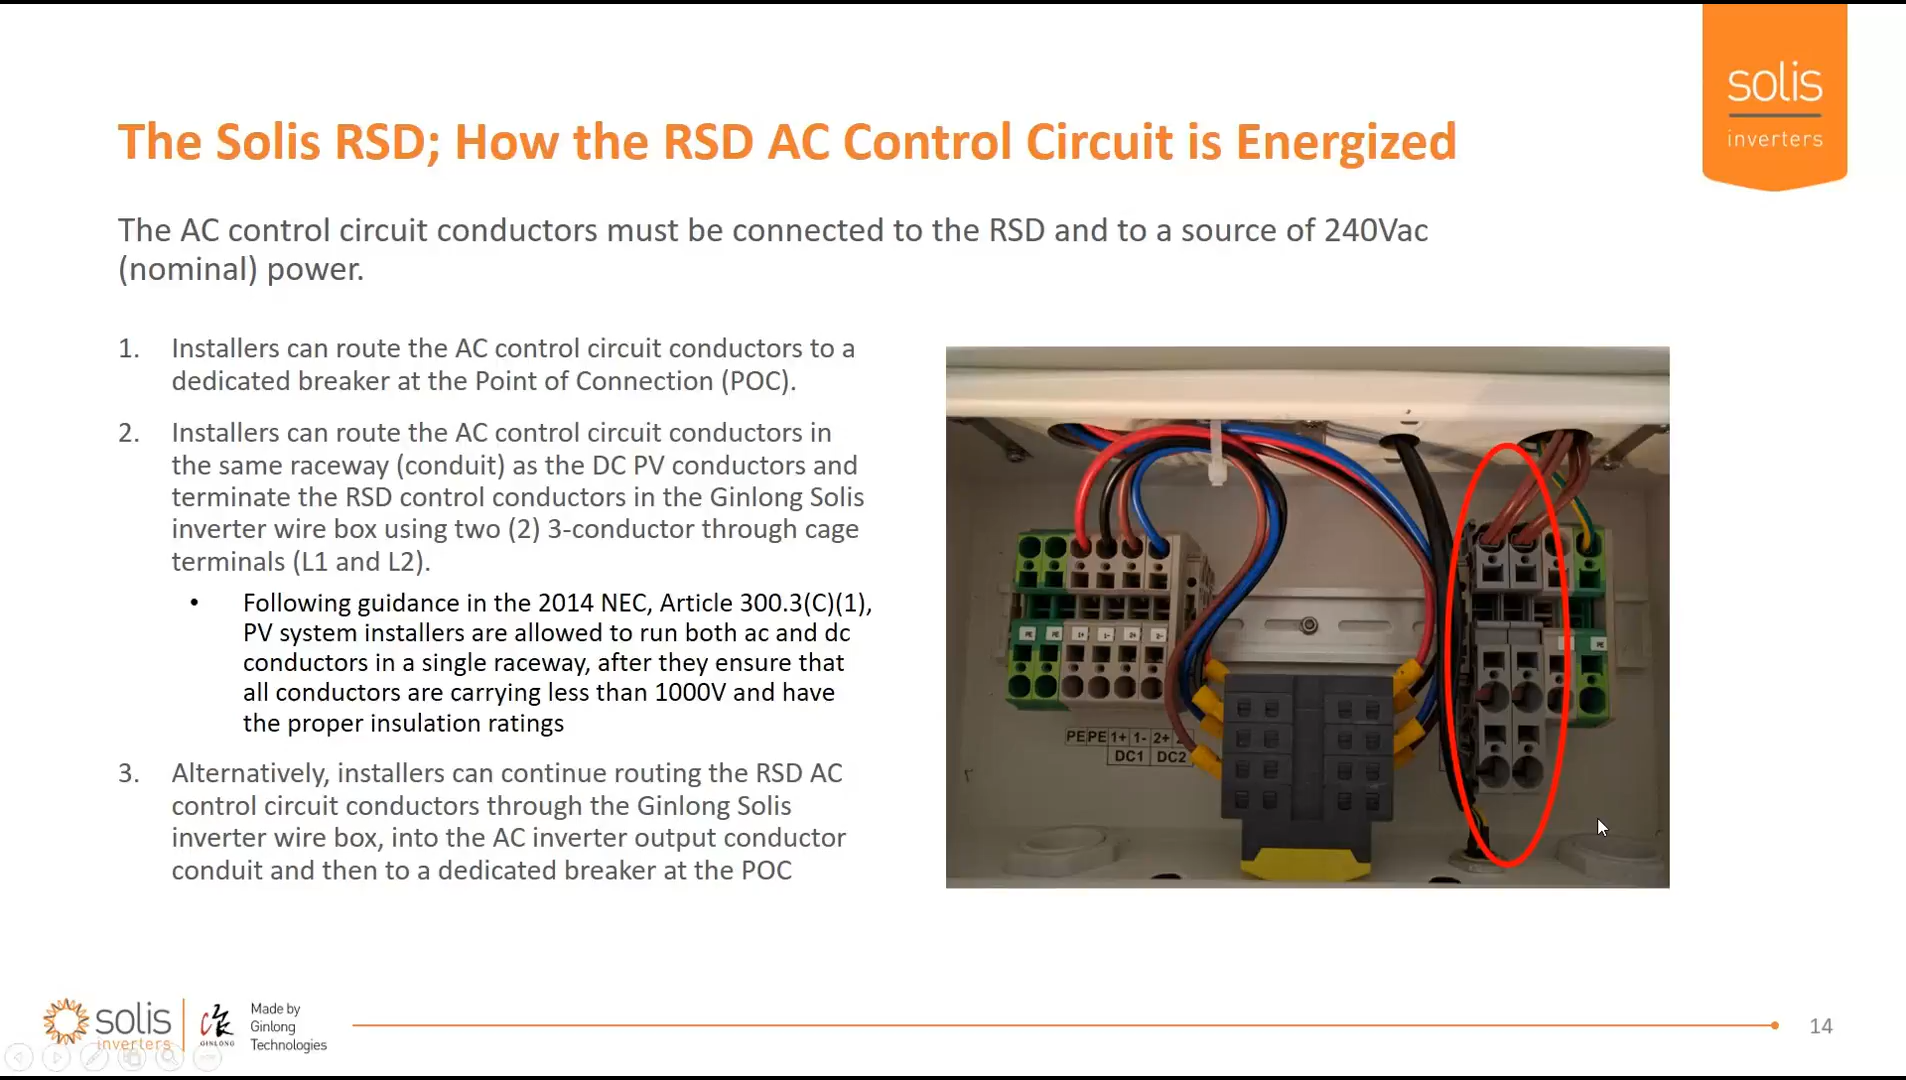 solis
inverters
The Solis RSD; How the RSD AC Control Circuit is Energized
The AC control circuit conductors must be connected to the RSD and to a source of 240Vac
(nominal) power.
1. Installers can route the AC control circuit conductors to a
dedicated breaker at the Point of Connection (POC).
2. Installers can route the AC control circuit conductors in
the same raceway (conduit) as the DC PV conductors and
terminate the RSD control conductors in the Ginlong Solis
inverter wire box using two (2) 3-conductor through cage
terminals (L1 and L2).
• Following guidance in the 2014 NEC, Article 300.3(C)(1),
PV system installers are allowed to run both ac and dc
conductors in a single raceway, after they ensure that
all conductors are carrying less than 1000V and have
the proper insulation ratings
3. Alternatively, installers can continue routing the RSD AC
control circuit conductors through the Ginlong Solis
inverter wire box, into the AC inverter output conductor
conduit and then to a dedicated breaker at the POC
PE PE 1+ 1- 2+ 2-
PE
PE PE 1+ 1- 2+
DC1 DC2
solis
inverters
GINLONG
Made by
Ginlong
Technologies
14